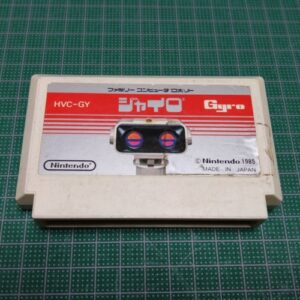 ファミリー コンピュータ ロボット
HVC-GY ジャイロ Gyro
Nintendo®
© Nintendo 1985
MADE IN JAPAN